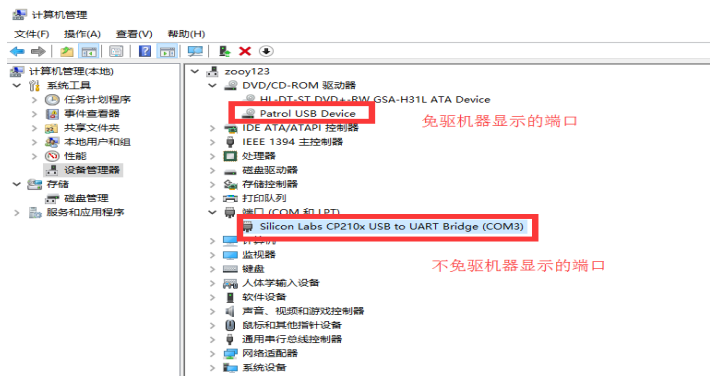 计算机管理
文件(F) 操作(A) 查看(V) 帮助(H)
计算机管理(本地)
系统工具
任务计划程序
事件查看器
共享文件夹
本地用户和组
性能
设备管理器
存储
磁盘管理
服务和应用程序
zooy123
DVD/CD-ROM 驱动器
HL-DT-ST DVD+-RW GSA-H31L ATA Device
Patrol USB Device
免驱机器显示的端口
IDE ATA/ATAPI 控制器
IEEE 1394 主控制器
处理器
磁盘驱动器
存储控制器
打印队列
端口 (COM 和 LPT)
Silicon Labs CP210x USB to UART Bridge (COM3)
计算机
不免驱机器显示的端口
监视器
键盘
人体学输入设备
软件设备
声音、视频和游戏控制器
鼠标和其他指针设备
通用串行总线控制器
网络适配器
系统设备